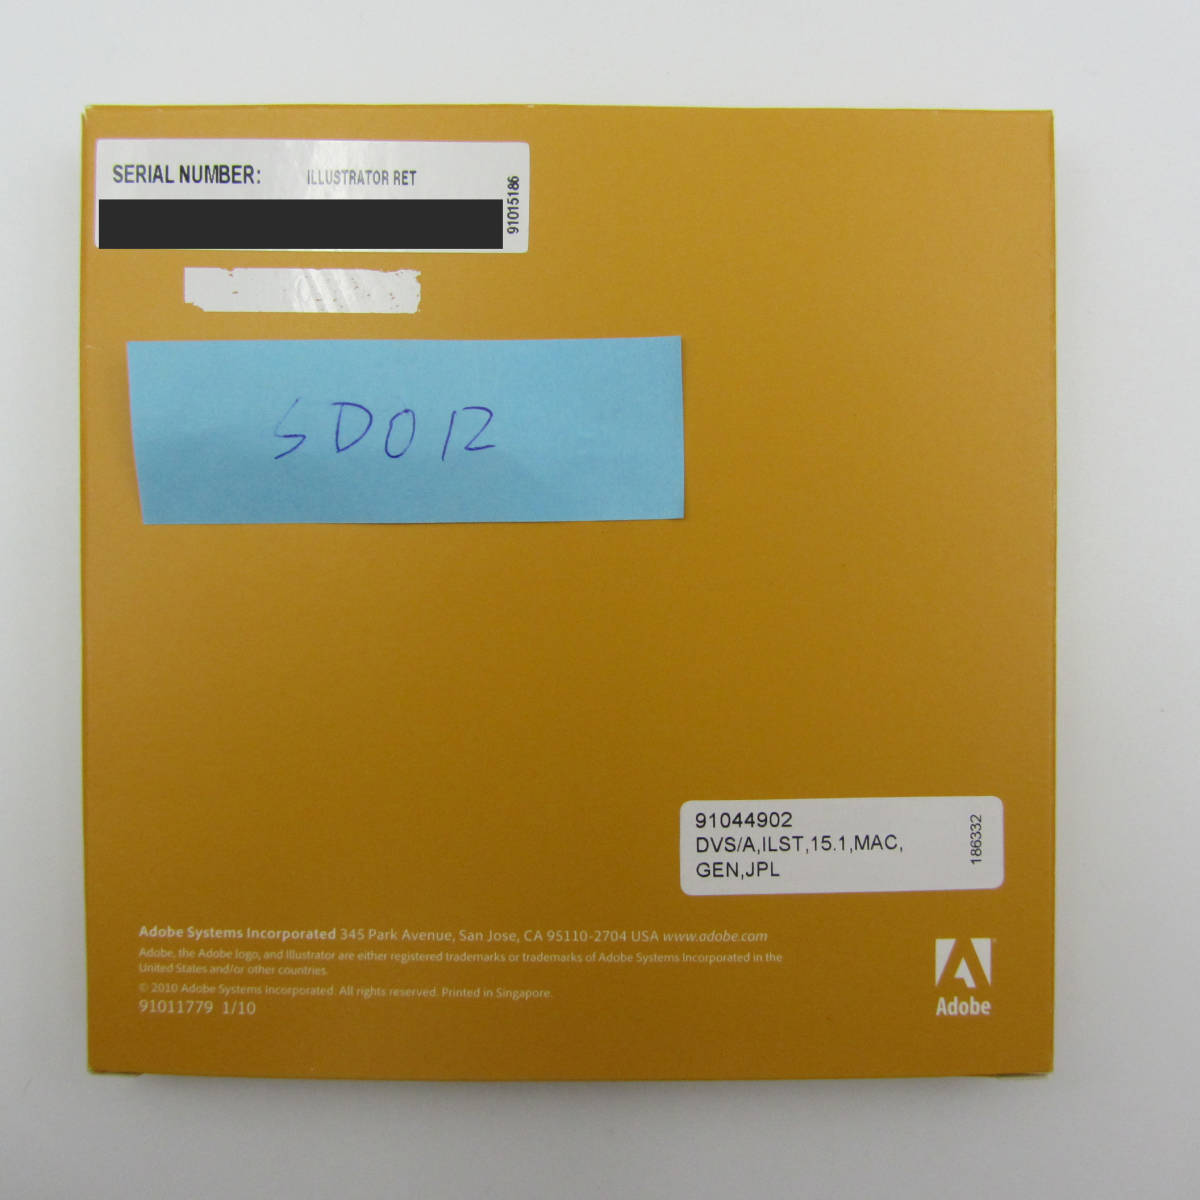 SERIAL NUMBER: ILLUSTRATOR RET
91015186
SD012
91044902
DVS/A,ILST,15.1,MAC,
GEN,JPL
186332
Adobe Systems Incorporated 345 Park Avenue, San Jose, CA 95110-2704 USA www.adobe.com
Adobe, the Adobe logo, and Illustrator are either registered trademarks or trademarks of Adobe Systems Incorporated in the
United States and/or other countries.
© 2010 Adobe Systems Incorporated. All rights reserved. Printed in Singapore.
91011779 1/10
Adobe